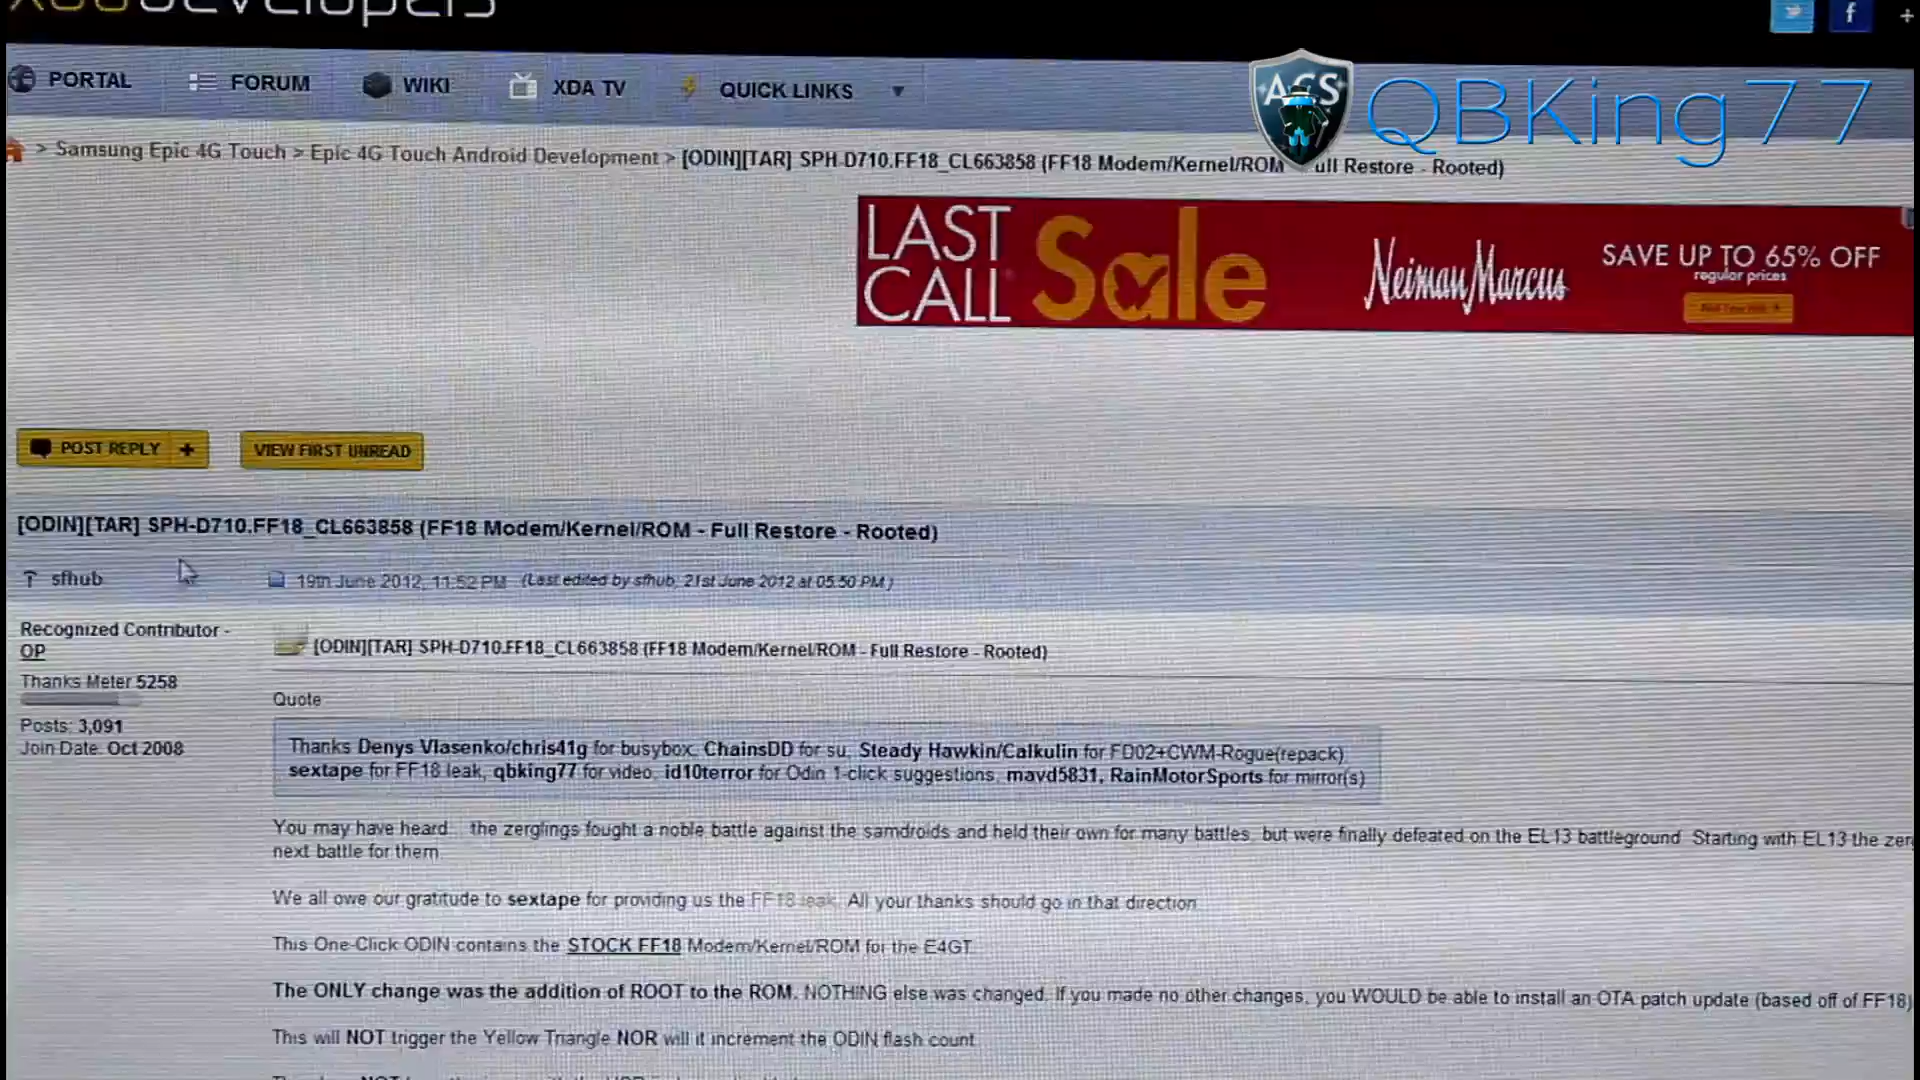 xdadevelopers
f
+
PORTAL
FORUM
WIKI
XDA TV
QUICK LINKS
ACS
QBKing77
> Samsung Epic 4G Touch > Epic 4G Touch Android Development > [ODIN][TAR] SPH-D710.FF18_CL663858 (FF18 Modem/Kernel/ROM ull Restore - Rooted)
LAST CALL Sale
Neiman Marcus
SAVE UP TO 65% OFF
regular prices
POST REPLY +
VIEW FIRST UNREAD
[ODIN][TAR] SPH-D710.FF18_CL663858 (FF18 Modem/Kernel/ROM - Full Restore - Rooted)
sfhub
19th June 2012, 11:52 PM (Last edited by sfhub; 21st June 2012 at 05:50 PM.)
Recognized Contributor -
OP
Thanks Meter 5258
Posts: 3,091
Join Date: Oct 2008
[ODIN][TAR] SPH-D710.FF18_CL663858 (FF18 Modem/Kernel/ROM - Full Restore - Rooted)
Quote
Thanks Denys Vlasenko/chris41g for busybox, ChainsDD for su, Steady Hawkin/Calkulin for FD02+CWM-Rogue(repack)
sextape for FF18 leak, qbking77 for video, id10terror for Odin 1-click suggestions, mavd5831, RainMotorSports for mirror(s)
You may have heard... the zerglings fought a noble battle against the samdroids and held their own for many battles, but were finally defeated on the EL13 battleground. Starting with EL13 the zerg
next battle for them.
We all owe our gratitude to sextape for providing us the FF18 leak. All your thanks should go in that direction.
This One-Click ODIN contains the STOCK FF18 Modem/Kernel/ROM for the E4GT.
The ONLY change was the addition of ROOT to the ROM. NOTHING else was changed. If you made no other changes, you WOULD be able to install an OTA patch update (based off of FF18)
This will NOT trigger the Yellow Triangle NOR will it increment the ODIN flash count.